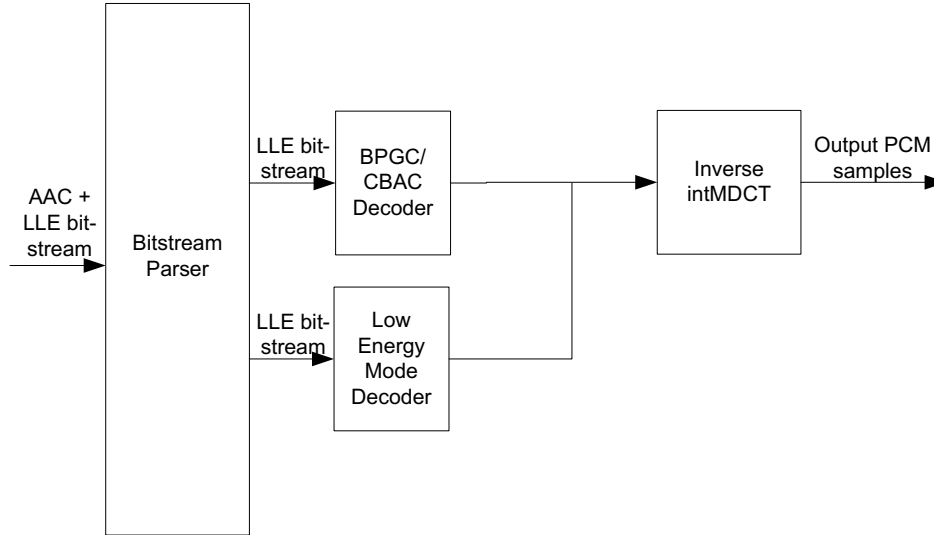 AAC +
LLE bit-
stream
Bitstream
Parser
LLE bit-
stream
BPGC/
CBAC
Decoder
LLE bit-
stream
Low
Energy
Mode
Decoder
Inverse
intMDCT
Output PCM
samples